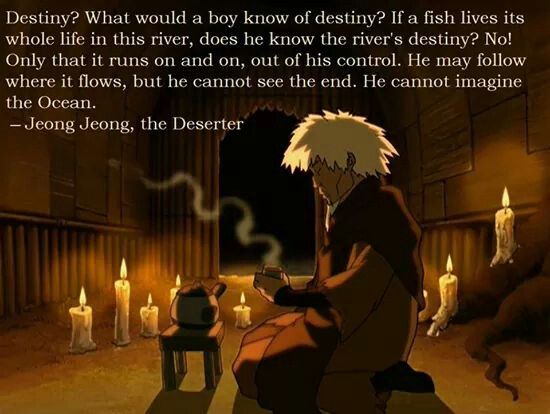 Destiny? What would a boy know of destiny? If a fish lives its
whole life in this river, does he know the river's destiny? No!
Only that it runs on and on, out of his control. He may follow
where it flows, but he cannot see the end. He cannot imagine
the Ocean.
– Jeong Jeong, the Deserter